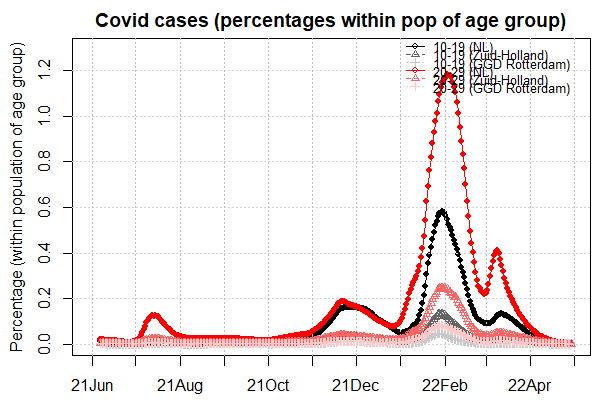 Covid cases (percentages within pop of age group)
Percentage (within population of age group)
1.2
1.0
0.8
0.6
0.4
0.2
0.0
10-19 (NL)
10-19 (Zuid-Holland)
10-19 (GGD Rotterdam)
20-29 (NL)
20-29 (Zuid-Holland)
20-29 (GGD Rotterdam)
21Jun 21Aug 21Oct 21Dec 22Feb 22Apr